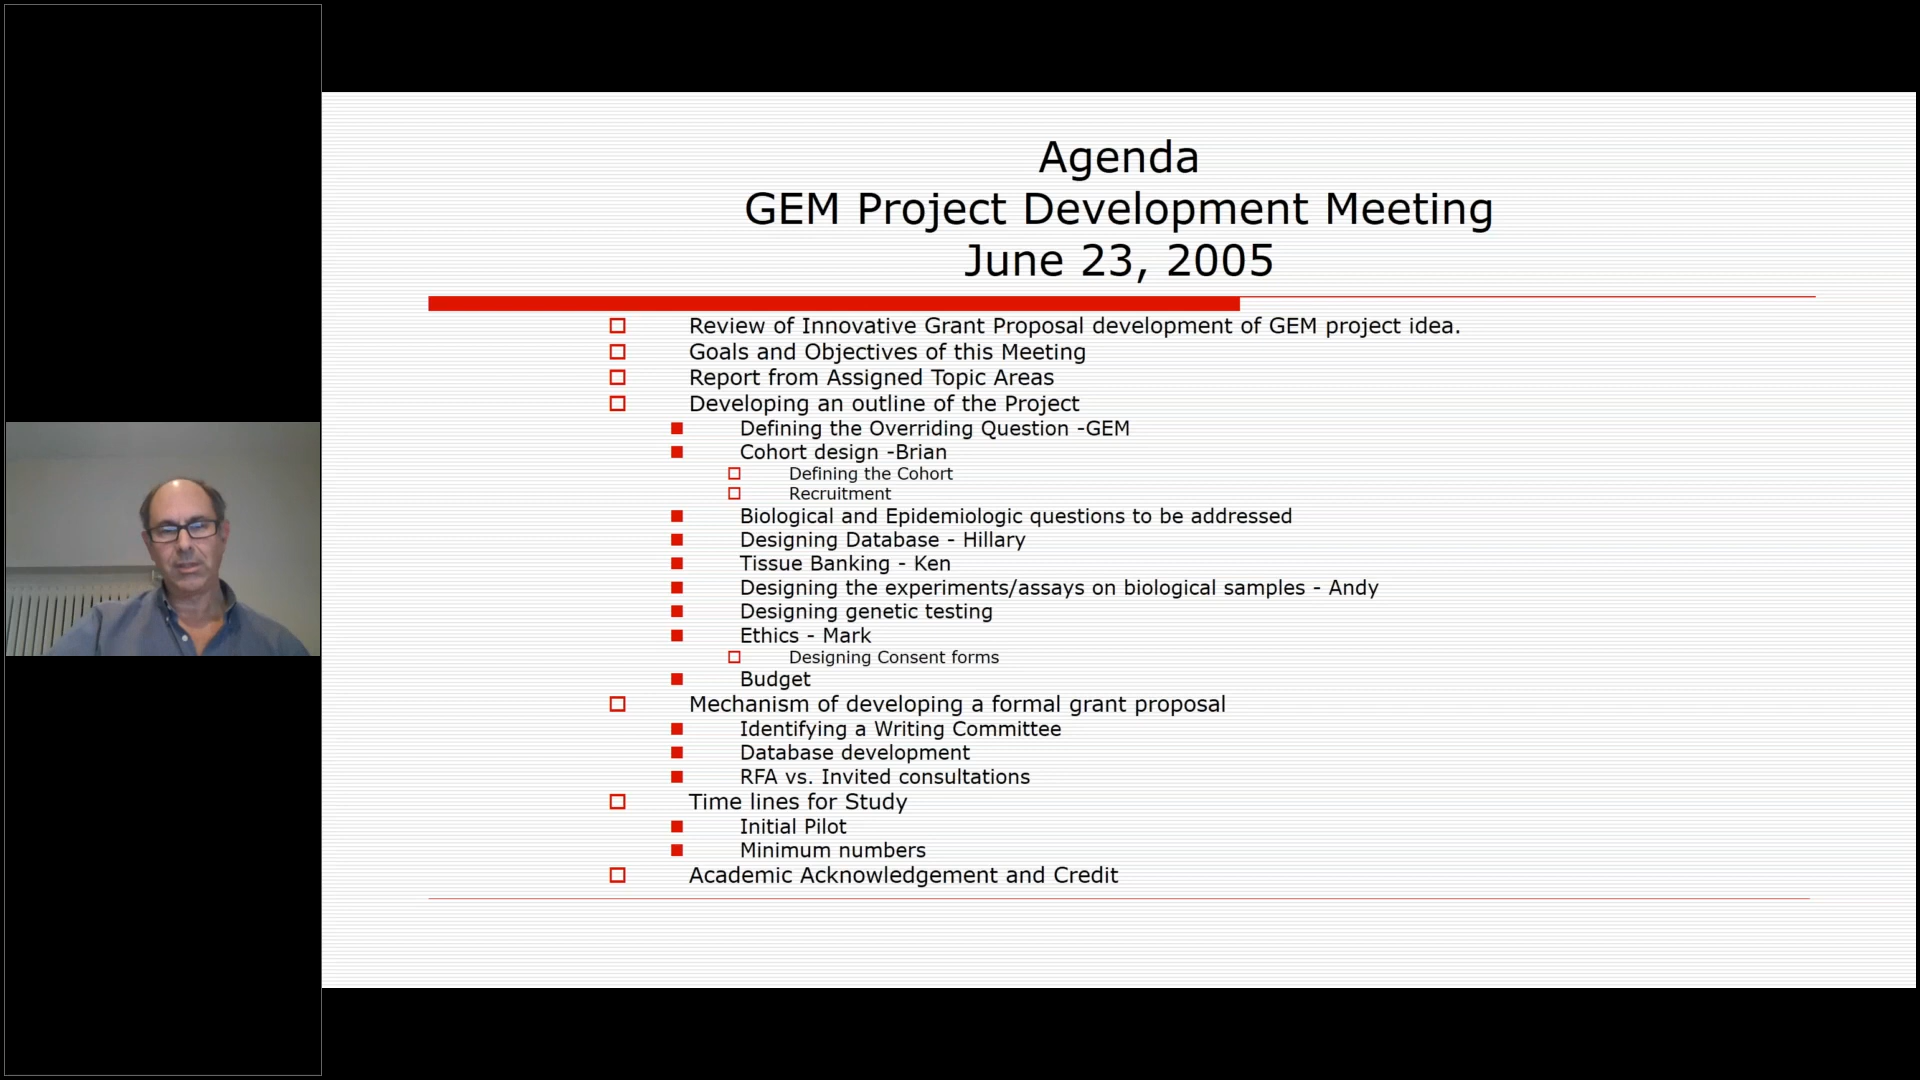 Agenda
GEM Project Development Meeting
June 23, 2005
Review of Innovative Grant Proposal development of GEM project idea.
Goals and Objectives of this Meeting
Report from Assigned Topic Areas
Developing an outline of the Project
Defining the Overriding Question -GEM
Cohort design -Brian
Defining the Cohort
Recruitment
Biological and Epidemiologic questions to be addressed
Designing Database - Hillary
Tissue Banking - Ken
Designing the experiments/assays on biological samples - Andy
Designing genetic testing
Ethics - Mark
Designing Consent forms
Budget
Mechanism of developing a formal grant proposal
Identifying a Writing Committee
Database development
RFA vs. Invited consultations
Time lines for Study
Initial Pilot
Minimum numbers
Academic Acknowledgement and Credit